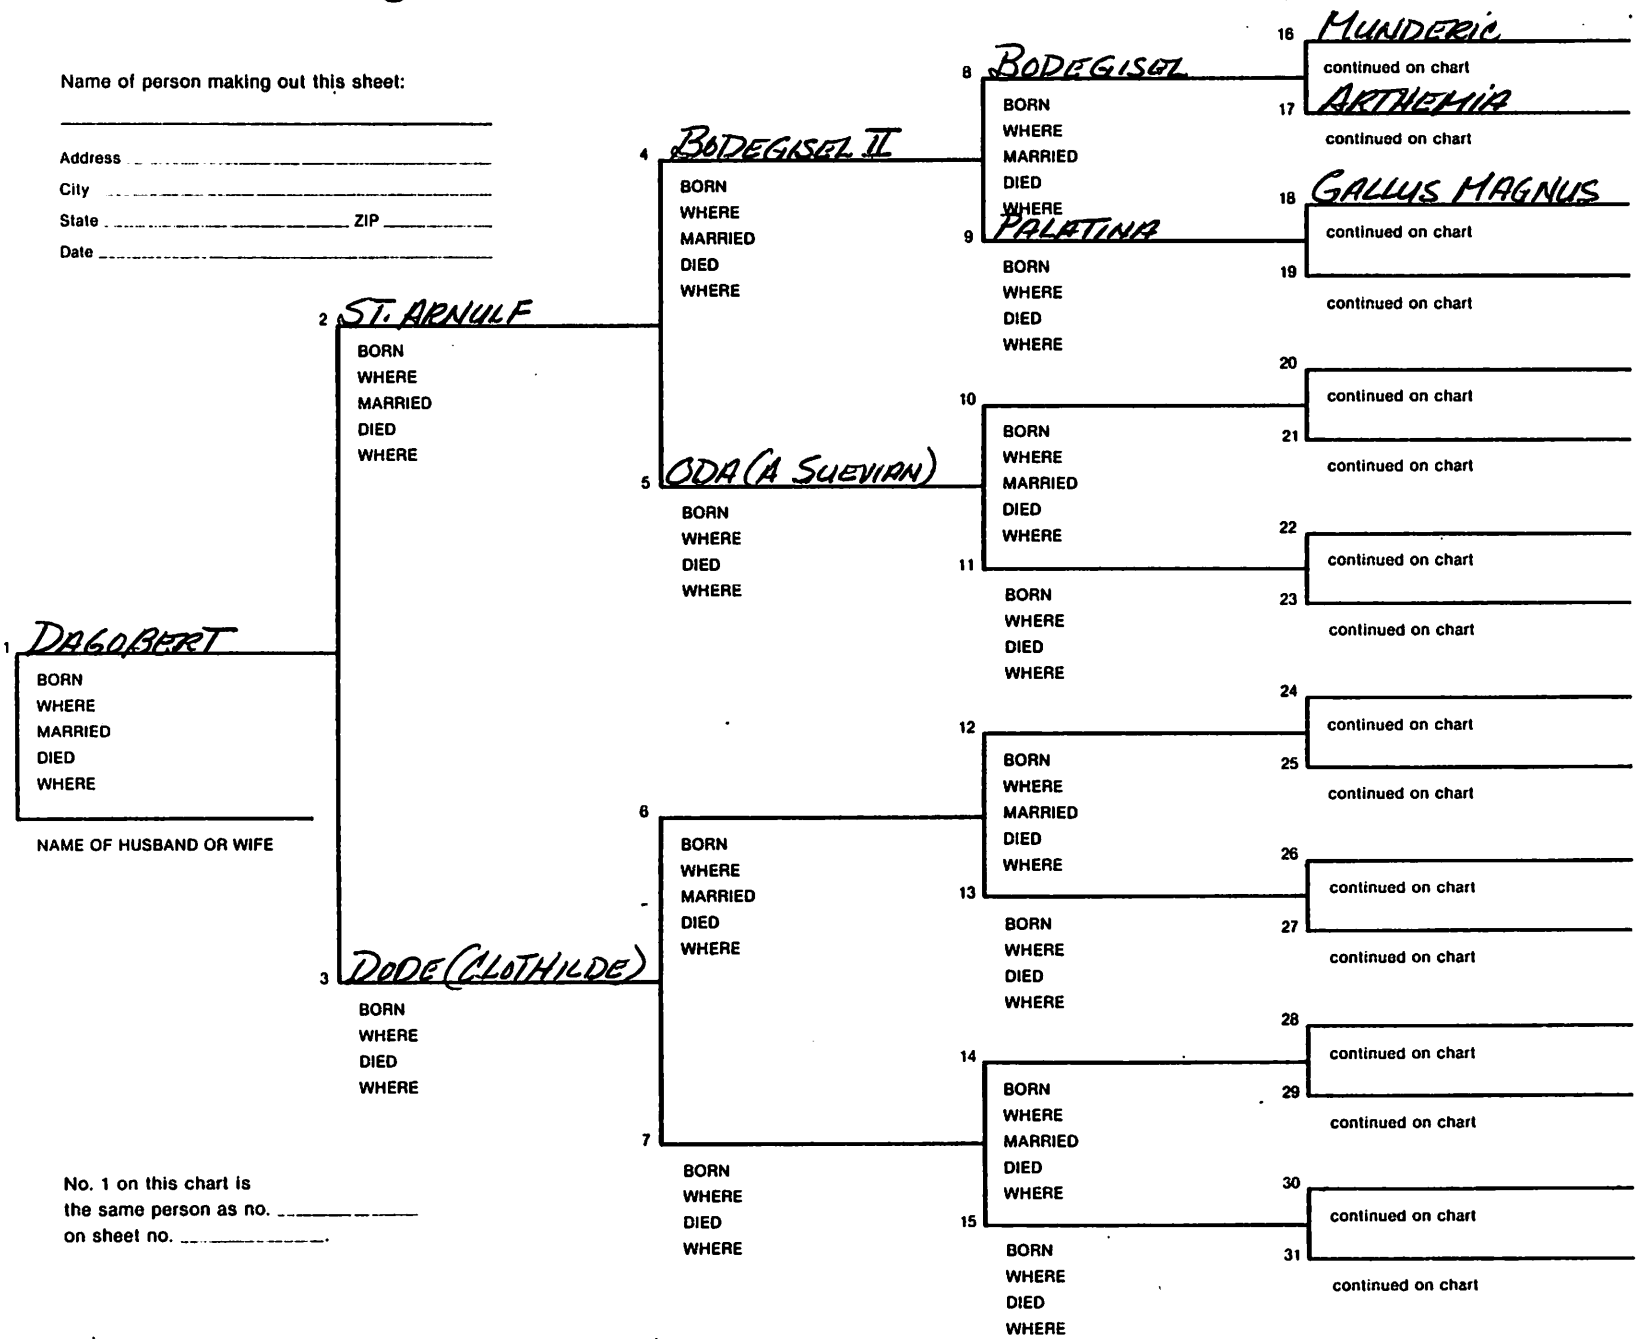 Name of person making out this sheet:
Address
City
State ZIP
Date
1 DAGOBERT
BORN
WHERE
MARRIED
DIED
WHERE
NAME OF HUSBAND OR WIFE
No. 1 on this chart is
the same person as no.
on sheet no. .
2 ST. ARNULF
BORN
WHERE
MARRIED
DIED
WHERE
3 DODE (CLOTHILDE)
BORN
WHERE
DIED
WHERE
4 BODEGISEL II
BORN
WHERE
MARRIED
DIED
WHERE
5 ODA (A SUEVIAN)
BORN
WHERE
DIED
WHERE
6
BORN
WHERE
MARRIED
DIED
WHERE
7
BORN
WHERE
DIED
WHERE
8 BODEGISEL
BORN
WHERE
MARRIED
DIED
WHERE
9 PALATINA
BORN
WHERE
DIED
WHERE
10
BORN
WHERE
MARRIED
DIED
WHERE
11
BORN
WHERE
DIED
WHERE
12
BORN
WHERE
MARRIED
DIED
WHERE
13
BORN
WHERE
DIED
WHERE
14
BORN
WHERE
MARRIED
DIED
WHERE
15
BORN
WHERE
DIED
WHERE
16 MUNDERIC
continued on chart
17 ARTHEMIA
continued on chart
18 GALLUS MAGNUS
continued on chart
19
continued on chart
20
continued on chart
21
continued on chart
22
continued on chart
23
continued on chart
24
continued on chart
25
continued on chart
26
continued on chart
27
continued on chart
28
continued on chart
29
continued on chart
30
continued on chart
31
continued on chart